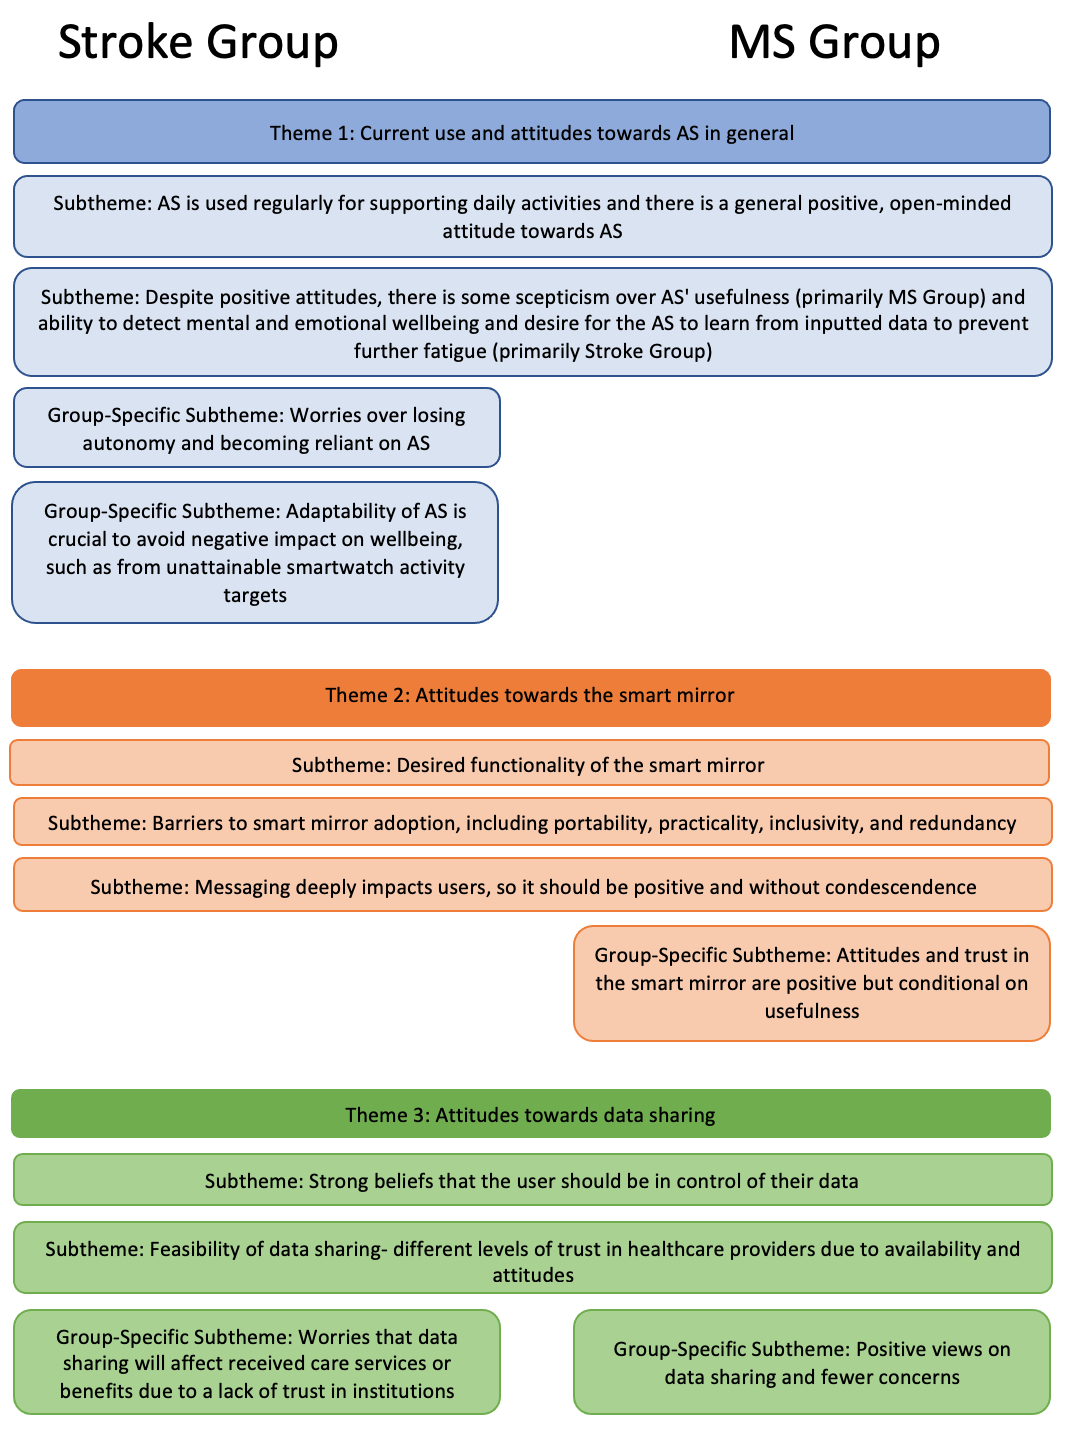 Stroke Group
MS Group
Theme 1: Current use and attitudes towards AS in general
Subtheme: AS is used regularly for supporting daily activities and there is a general positive, open-minded
attitude towards AS
Subtheme: Despite positive attitudes, there is some scepticism over AS' usefulness (primarily MS Group) and
ability to detect mental and emotional wellbeing and desire for the AS to learn from inputted data to prevent
further fatigue (primarily Stroke Group)
Group-Specific Subtheme: Worries over losing
autonomy and becoming reliant on AS
Group-Specific Subtheme: Adaptability of AS is
crucial to avoid negative impact on wellbeing,
such as from unattainable smartwatch activity
targets
Theme 2: Attitudes towards the smart mirror
Subtheme: Desired functionality of the smart mirror
Subtheme: Barriers to smart mirror adoption, including portability, practicality, inclusivity, and redundancy
Subtheme: Messaging deeply impacts users, so it should be positive and without condescendence
Group-Specific Subtheme: Attitudes and trust in
the smart mirror are positive but conditional on
usefulness
Theme 3: Attitudes towards data sharing
Subtheme: Strong beliefs that the user should be in control of their data
Subtheme: Feasibility of data sharing- different levels of trust in healthcare providers due to availability and
attitudes
Group-Specific Subtheme: Worries that data
sharing will affect received care services or
benefits due to a lack of trust in institutions
Group-Specific Subtheme: Positive views on
data sharing and fewer concerns